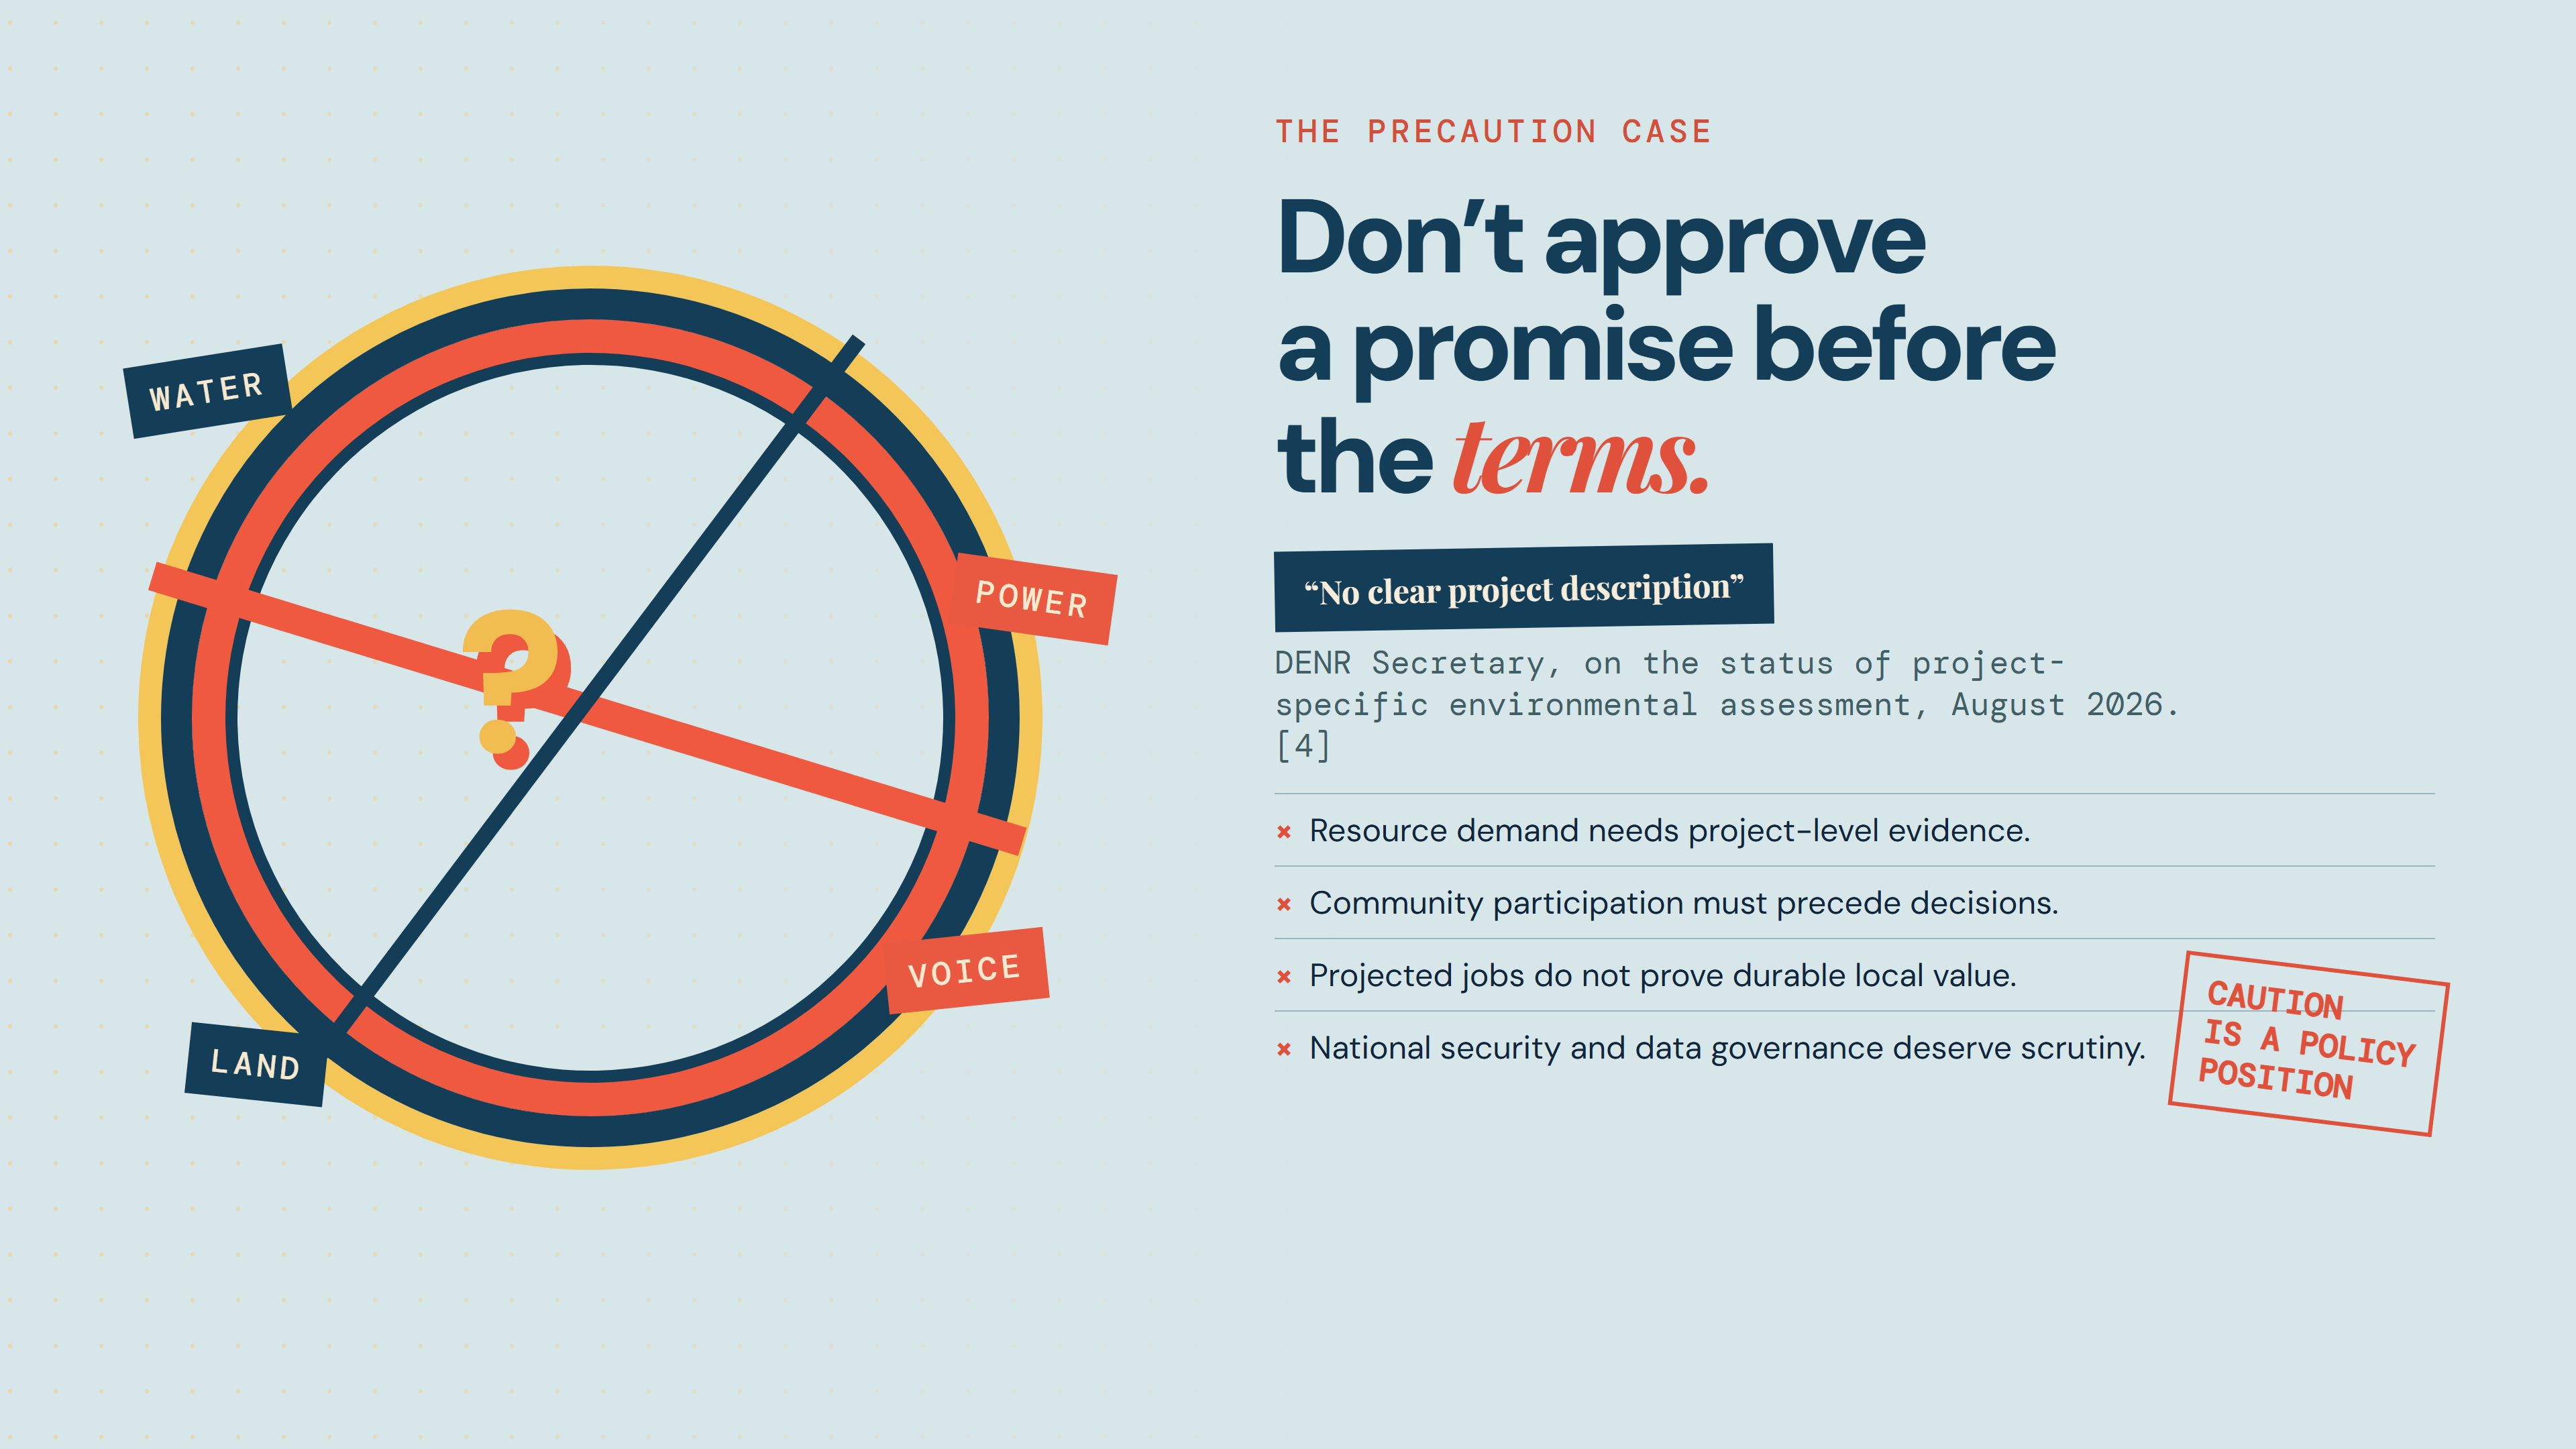 THE PRECAUTION CASE
Don’t approve
a promise before
the terms.
“No clear project description”
DENR Secretary, on the status of project-
specific environmental assessment, August 2026.
[4]
× Resource demand needs project-level evidence.
× Community participation must precede decisions.
× Projected jobs do not prove durable local value.
× National security and data governance deserve scrutiny.
CAUTION
IS A POLICY
POSITION
WATER
POWER
?
VOICE
LAND